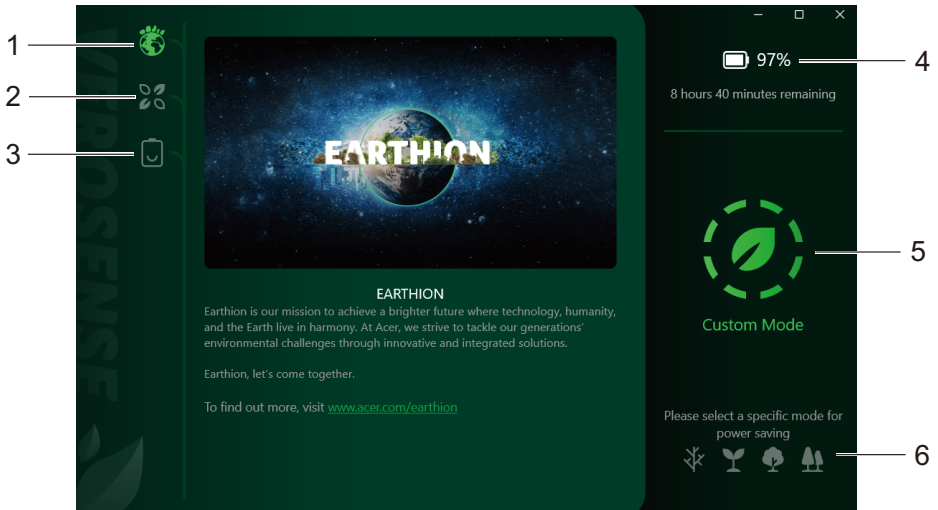 1
2
3
VEROSENSE
EARTHION
EARTHION
Earthion is our mission to achieve a brighter future where technology, humanity,
and the Earth live in harmony. At Acer, we strive to tackle our generations'
environmental challenges through innovative and integrated solutions.
Earthion, let's come together.
To find out more, visit www.acer.com/earthion
97%
4
8 hours 40 minutes remaining
5
Custom Mode
Please select a specific mode for
power saving
6